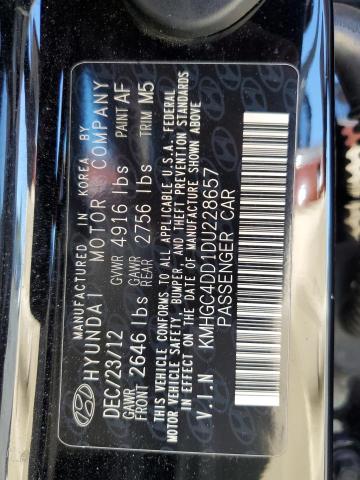 MANUFACTURED IN KOREA BY
HYUNDAI MOTOR COMPANY
DEC/23/12 GVWR 4916 lbs PAINT AF
GAWR FRONT 2646 lbs GAWR REAR 2756 lbs TRIM M5
THIS VEHICLE CONFORMS TO ALL APPLICABLE U.S.A. FEDERAL
MOTOR VEHICLE SAFETY, BUMPER, AND THEFT PREVENTION STANDARDS
IN EFFECT ON THE DATE OF MANUFACTURE SHOWN ABOVE
V.I.N KMHGC4DD1DU228657
PASSENGER CAR